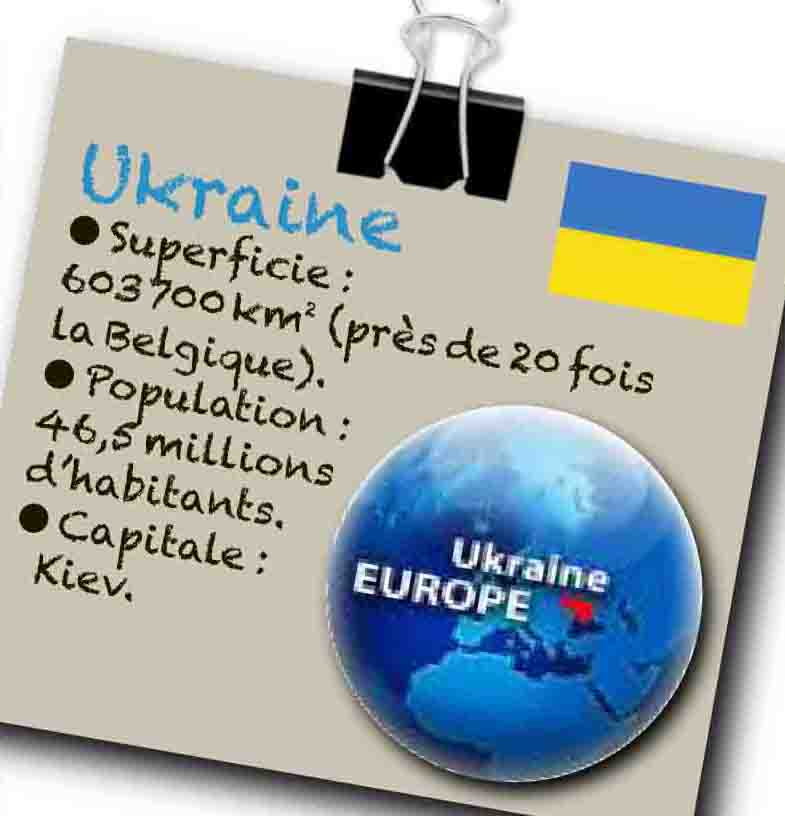 Ukraine
● Superficie :
603 700 km² (près de 20 fois
la Belgique).
● Population :
46,5 millions
d'habitants.
● Capitale :
Kiev.
Ukraine
EUROPE